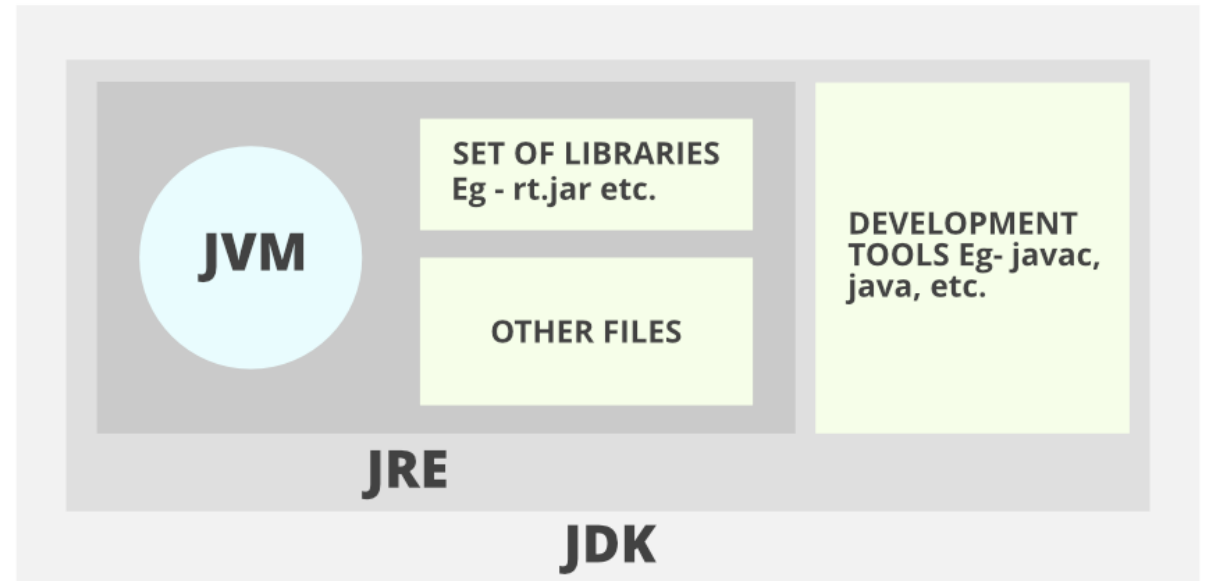 JVM
SET OF LIBRARIES
Eg - rt.jar etc.
OTHER FILES
DEVELOPMENT
TOOLS Eg- javac,
java, etc.
JRE
JDK